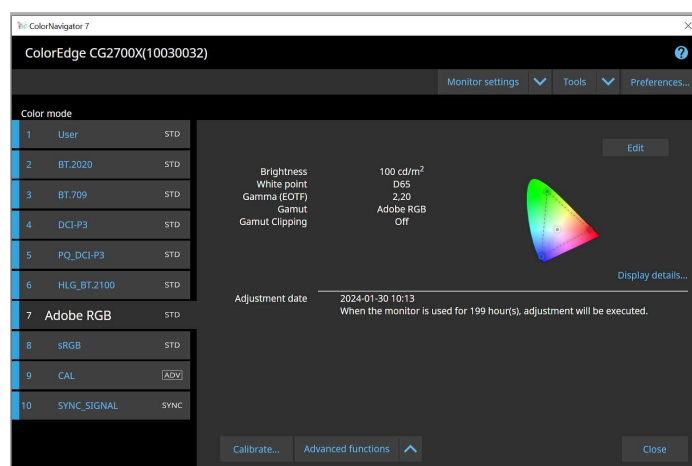 ColorNavigator 7
ColorEdge CG2700X(10030032)
Monitor settings Tools Preferences...
Color mode
1 User STD
2 BT.2020 STD
3 BT.709 STD
4 DCI-P3 STD
5 PQ_DCI-P3 STD
6 HLG_BT.2100 STD
7 Adobe RGB STD
8 sRGB STD
9 CAL ADV
10 SYNC_SIGNAL SYNC
Edit
Brightness 100 cd/m²
White point D65
Gamma (EOTF) 2,20
Gamut Adobe RGB
Gamut Clipping Off
Display details...
Adjustment date 2024-01-30 10:13
When the monitor is used for 199 hour(s), adjustment will be executed.
Calibrate... Advanced functions Close